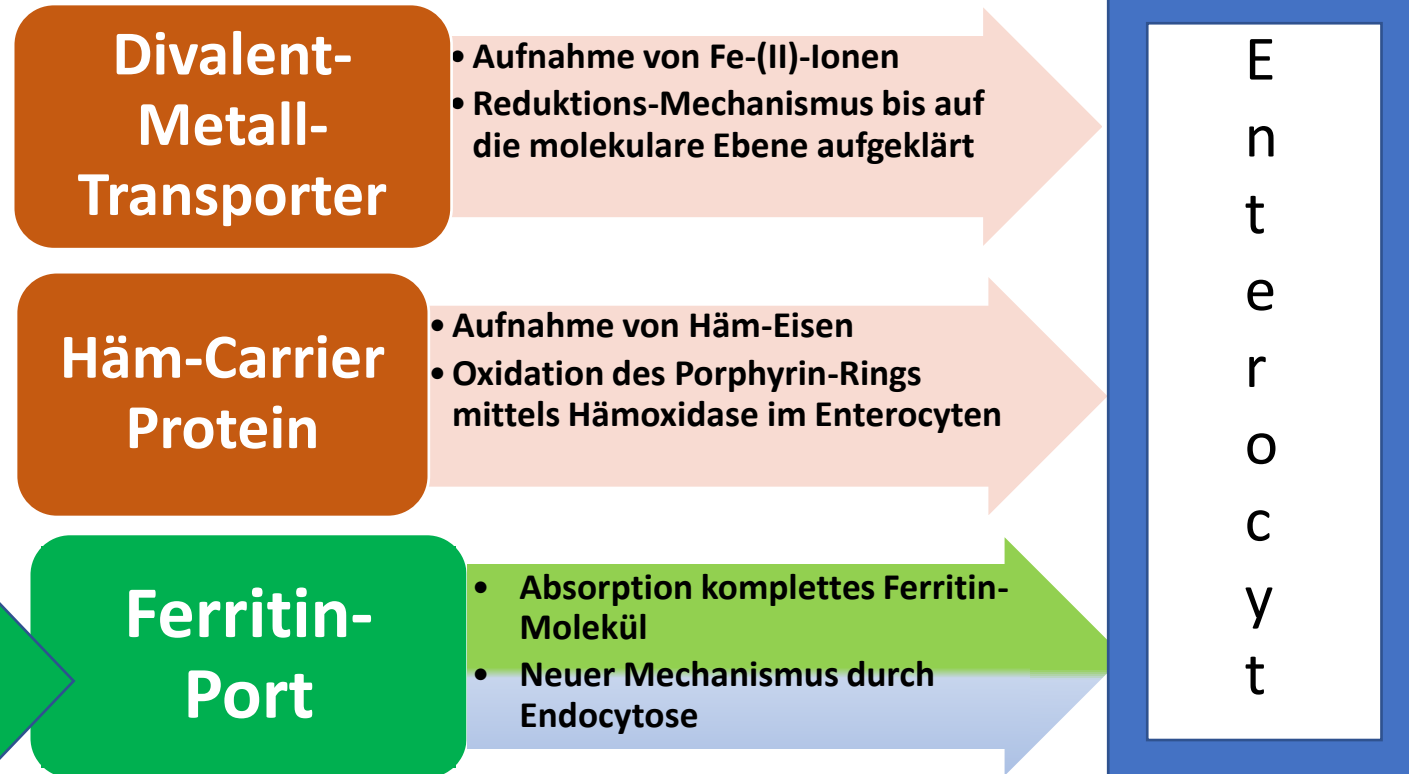 Divalent-
Metall-
Transporter
• Aufnahme von Fe-(II)-Ionen
• Reduktions-Mechanismus bis auf
die molekulare Ebene aufgeklärt
Häm-Carrier
Protein
• Aufnahme von Häm-Eisen
• Oxidation des Porphyrin-Rings
mittels Hämoxidase im Enterocyten
Ferritin-
Port
• Absorption komplettes Ferritin-
Molekül
• Neuer Mechanismus durch
Endocytose
E
n
t
e
r
o
c
y
t